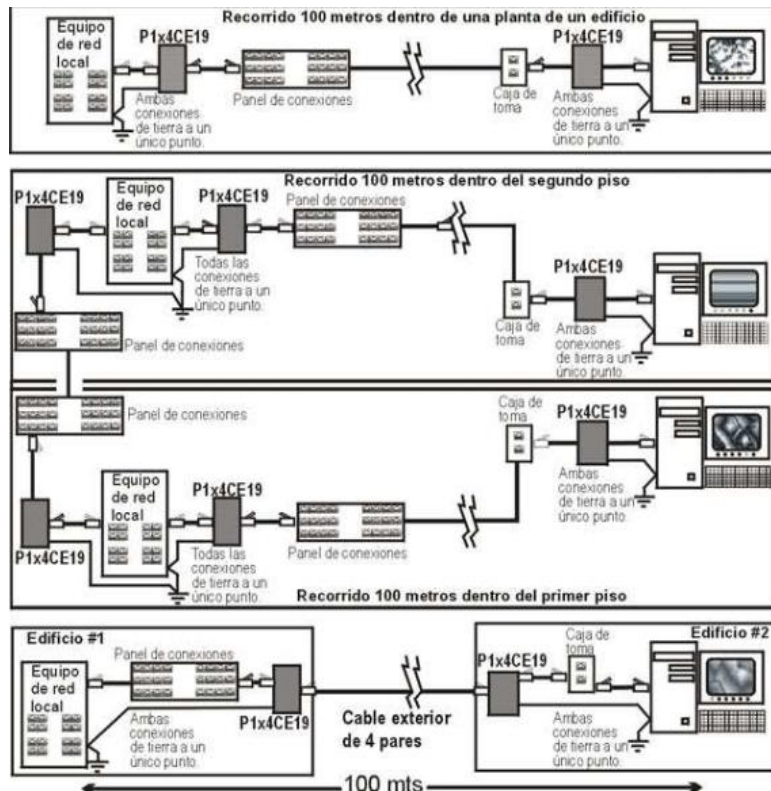 Recorrido 100 metros dentro de una planta de un edificio
Equipo
de red
local
P1x4CE19
Ambas
conexiones
de tierra a un
único punto.
Panel de conexiones
Caja de
toma
P1x4CE19
Ambas
conexiones
de tierra a un
único punto.
Recorrido 100 metros dentro del segundo piso
P1x4CE19
Equipo
de red
local
P1x4CE19
Panel de conexiones
Todas las
conexiones
de tierra a un
único punto.
Caja de
toma
P1x4CE19
Ambas
conexiones
de tierra a un
único punto.
Panel de conexiones
Panel de conexiones
Caja de
toma
P1x4CE19
Ambas
conexiones
de tierra a un
único punto.
P1x4CE19
Equipo
de red
local
P1x4CE19
Todas las
conexiones
de tierra a un
único punto.
Panel de conexiones
Recorrido 100 metros dentro del primer piso
Edificio #1
Equipo
de red
local
Panel de conexiones
P1x4CE19
Ambas
conexiones
de tierra a un
único punto.
Cable exterior
de 4 pares
Edificio #2
P1x4CE19
Caja de
toma
Ambas
conexiones
de tierra a un
único punto.
100 mts